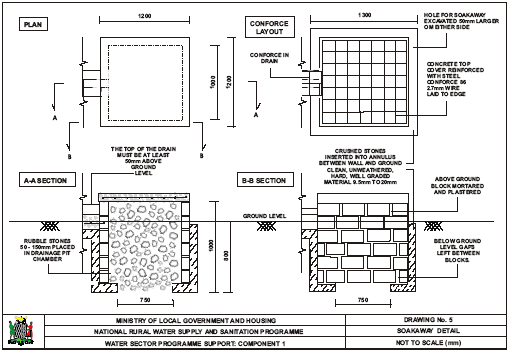 PLAN
1200
1000
1200
A
A
B
B
CONFORCE
LAYOUT
1300
CONFORCE IN
DRAIN
HOLE FOR SOAKAWAY
EXCAVATED 50mm LARGER
OM EITHER SIDE
CONCRETE TOP
COVER REINFORCED
WITH STEEL
CONFORCE 86
2.7mm WIRE
LAID TO EDGE
THE TOP OF THE DRAIN
MUST BE AT LEAST
50mm ABOVE
GROUND
LEVEL
CRUSHED STONES
INSERTED INTO ANNULUS
BETWEEN WALL AND GROUND
CLEAN, UNWEATHERED,
HARD, WELL GRADED
MATERIAL 9.5mm TO 20mm
A-A SECTION
RUBBLE STONES
50 - 150mm PLACED
IN DRAINAGE PIT
CHAMBER
1000
800
750
B-B SECTION
GROUND LEVEL
ABOVE GROUND
BLOCK MORTARED
AND PLASTERED
BELOW GROUND
LEVEL GAPS
LEFT BETWEEN
BLOCKS.
750
MINISTRY OF LOCAL GOVERNMENT AND HOUSING
DRAWING No. 5
NATIONAL RURAL WATER SUPPLY AND SANITATION PROGRAMME
SOAKAWAY DETAIL
WATER SECTOR PROGRAMME SUPPORT: COMPONENT 1
NOT TO SCALE (mm)